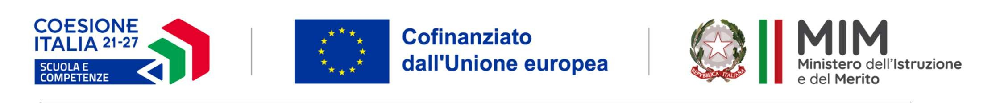 COESIONE
ITALIA 21-27
SCUOLA E
COMPETENZE
Cofinanziato
dall'Unione europea
REPVBBLICA ITALIANA
MIM
Ministero dell'Istruzione
e del Merito